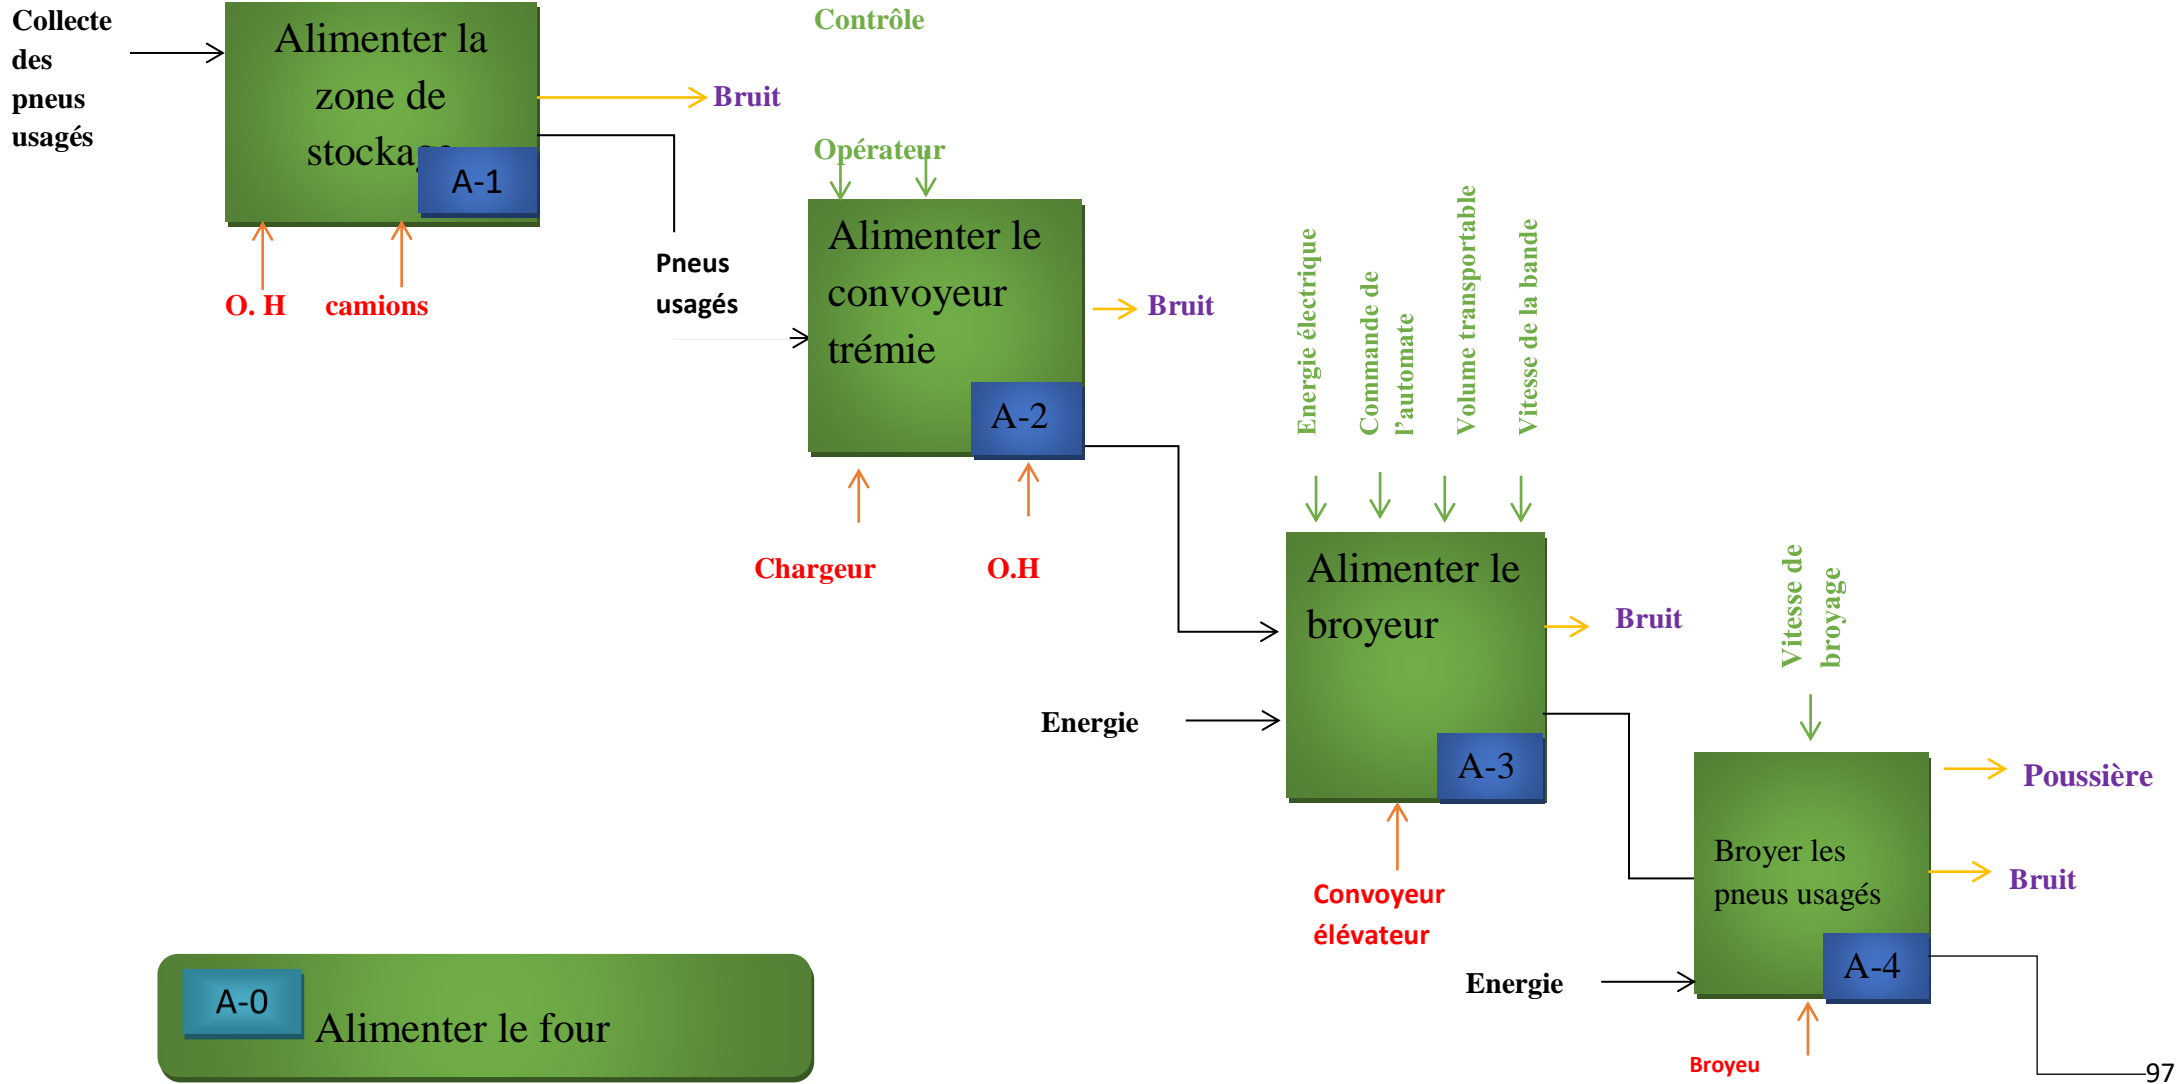 Collecte
des
pneus
usagés
Alimenter la
zone de
stockage
A-1
Bruit
O. H
camions
Contrôle
Opérateur
Pneus
usagés
Alimenter le
convoyeur
trémie
A-2
Bruit
Chargeur
O.H
Energie électrique
Commande de
l'automate
Volume transportable
Vitesse de la bande
Alimenter le
broyeur
A-3
Bruit
Energie
Convoyeur
élévateur
Vitesse de
broyage
Broyer les
pneus usagés
A-4
Poussière
Bruit
Energie
Broyeu
A-0
Alimenter le four
97